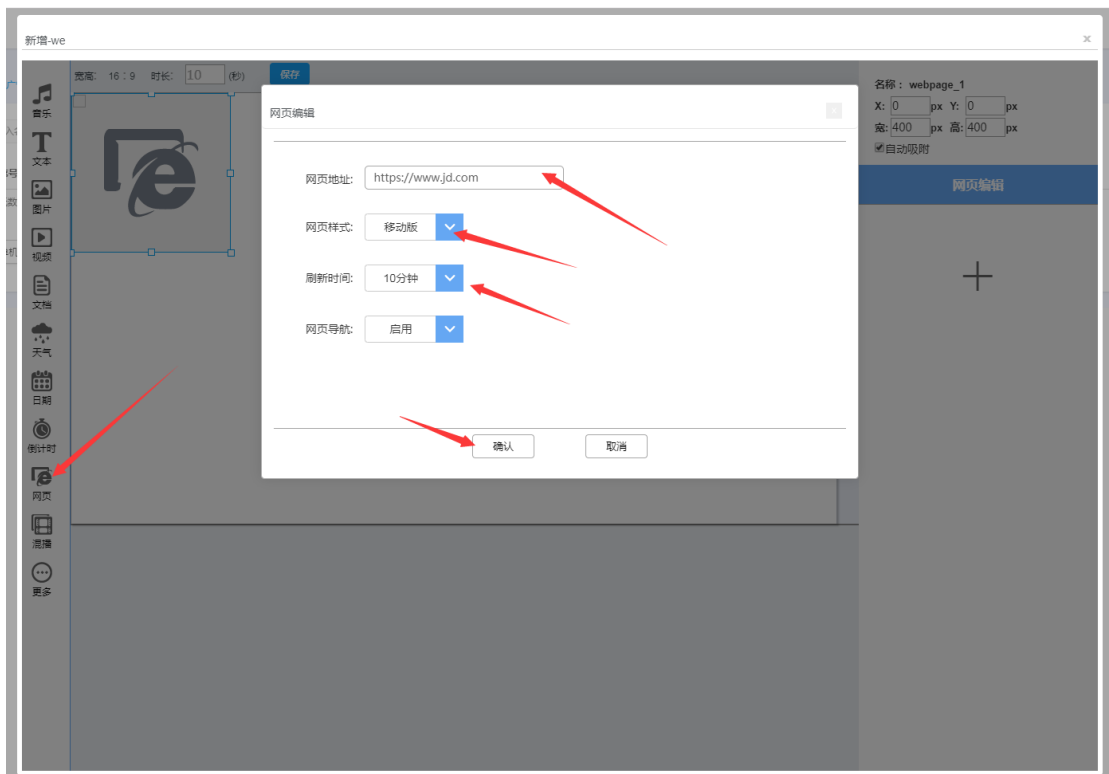 新增-we
x
宽高: 16:9 时长: 10 (秒) 保存
音乐
文本
图片
视频
文档
天气
日期
倒计时
网页
混播
更多
网页编辑
x
网页地址: https://www.jd.com
网页样式: 移动版
刷新时间: 10分钟
网页导航: 启用
确认 取消
名称: webpage_1
X: 0 px Y: 0 px
宽: 400 px 高: 400 px
自动吸附
网页编辑